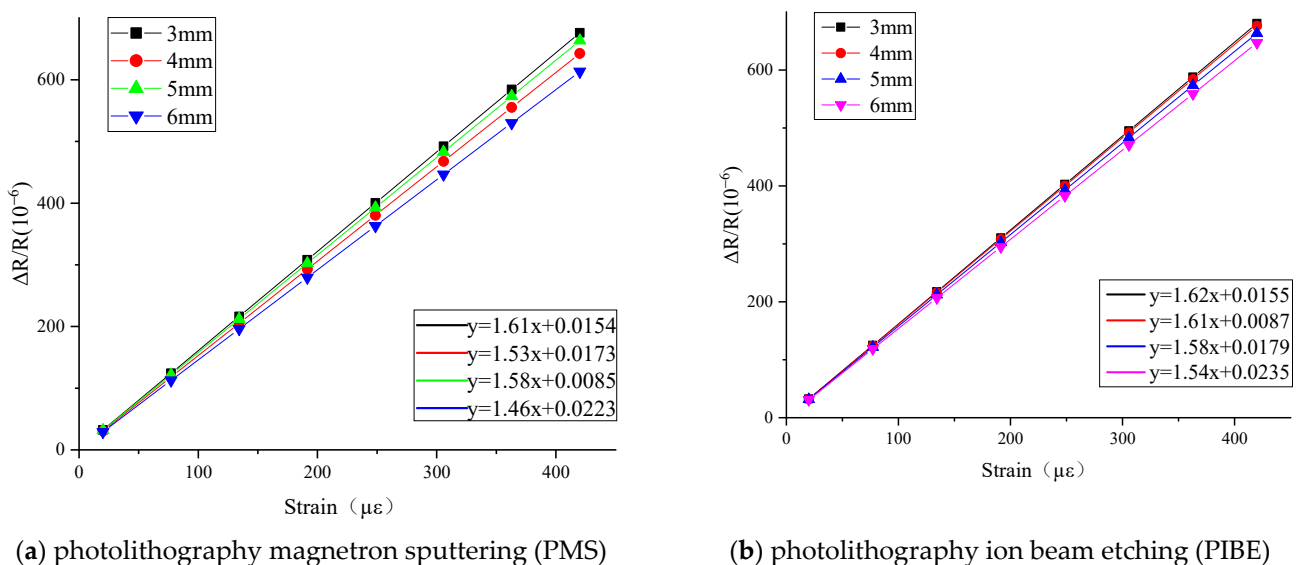 3mm
4mm
5mm
6mm
600
400
200
0
0 100 200 300 400
ΔR/R(10⁻⁶)
Strain（με）
y=1.61x+0.0154
y=1.53x+0.0173
y=1.58x+0.0085
y=1.46x+0.0223
(a) photolithography magnetron sputtering (PMS)
3mm
4mm
5mm
6mm
600
400
200
0
0 100 200 300 400
ΔR/R(10⁻⁶)
Strain（με）
y=1.62x+0.0155
y=1.61x+0.0087
y=1.58x+0.0179
y=1.54x+0.0235
(b) photolithography ion beam etching (PIBE)